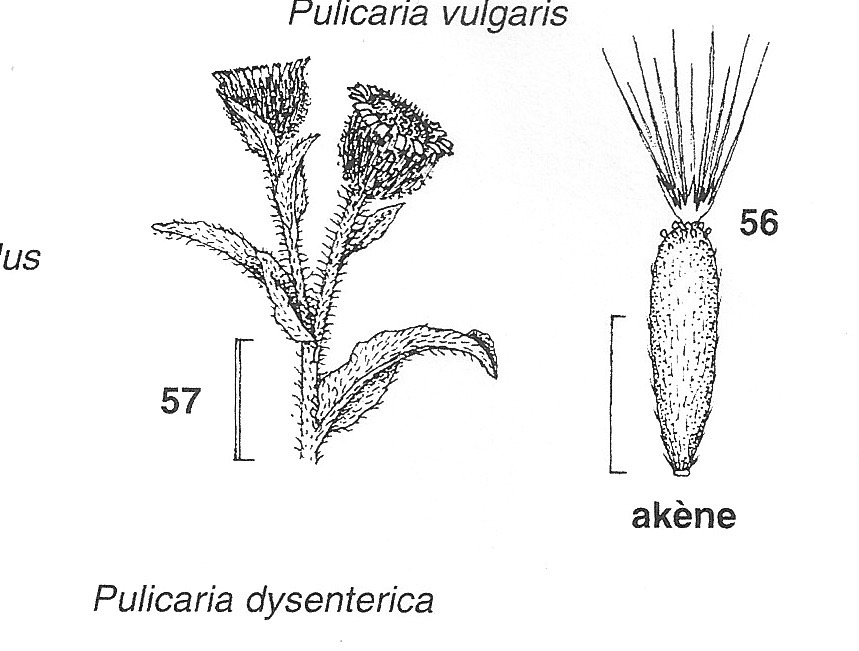 Pulicaria vulgaris
56
57
akène
Pulicaria dysenterica